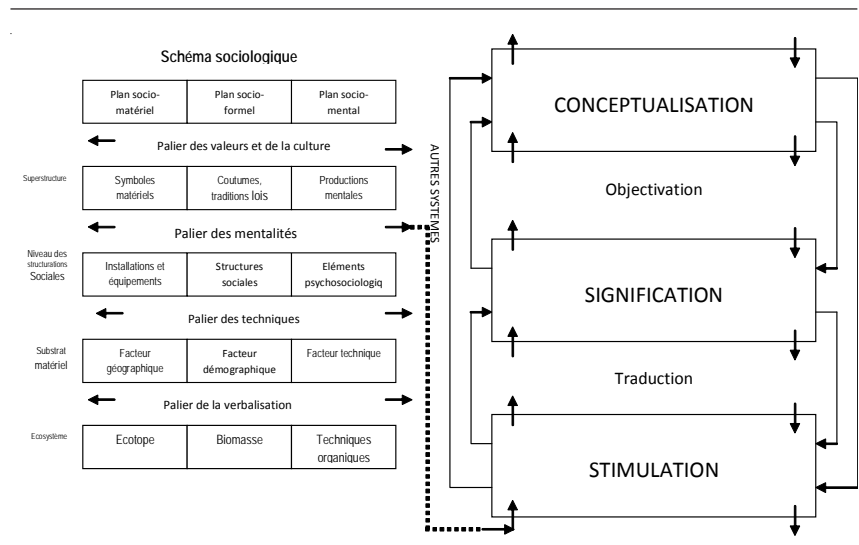 Schéma sociologique
Plan socio-
matériel
Plan socio-
formel
Plan socio-
mental
Palier des valeurs et de la culture
Superstructure
Symboles
matériels
Coutumes,
traditions lois
Productions
mentales
Palier des mentalités
Niveau des
structurations
Sociales
Installations et
équipements
Structures
sociales
Eléments
psychosociologiq
Palier des techniques
Substrat
matériel
Facteur
géographique
Facteur
démographique
Facteur technique
Palier de la verbalisation
Ecosystème
Ecotope
Biomasse
Techniques
organiques
AUTRES SYSTEMES
CONCEPTUALISATION
Objectivation
SIGNIFICATION
Traduction
STIMULATION